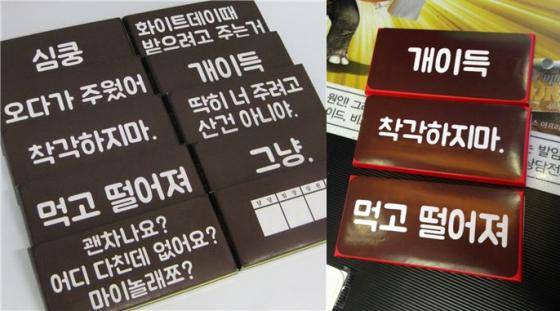 심쿵
화이트데이때
받으려고 주는거
오다가 주웠어
개이득
착각하지마.
딱히 너 주려고
산건 아니야.
먹고 떨어져
그냥.
괜차나요?
어디 다친데 없어요?
마이놀래쪄?
개이득
착각하지마.
먹고 떨어져